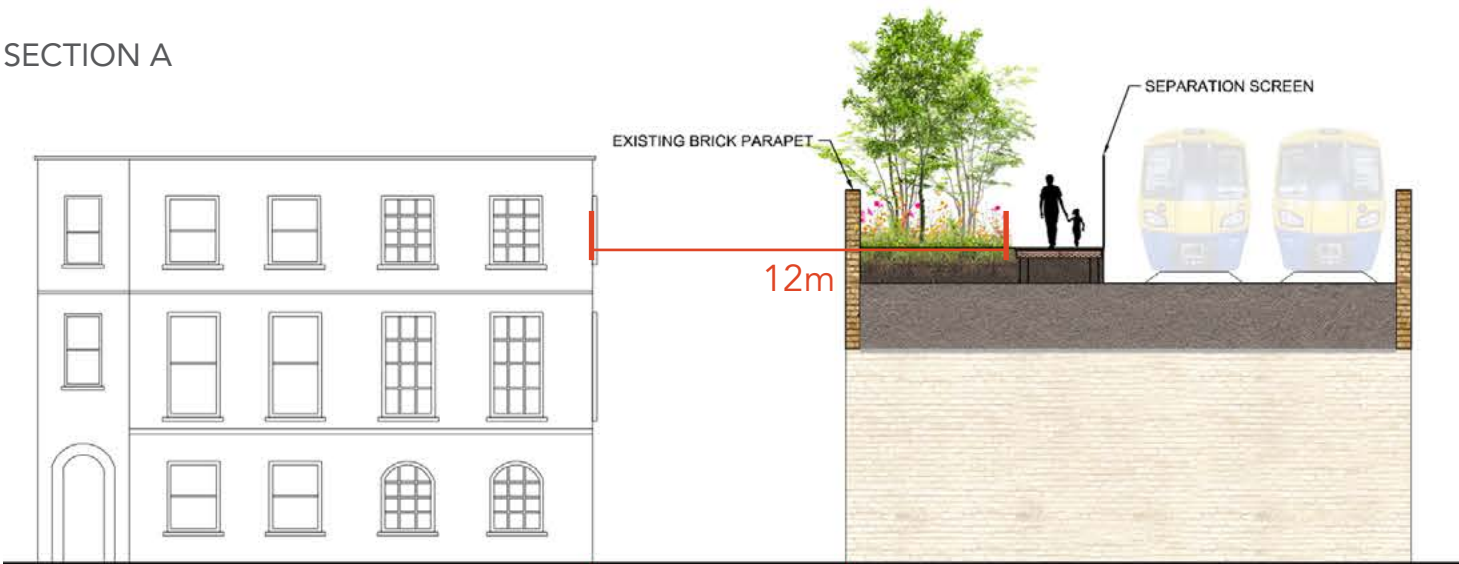 SECTION A
SEPARATION SCREEN
EXISTING BRICK PARAPET
12m